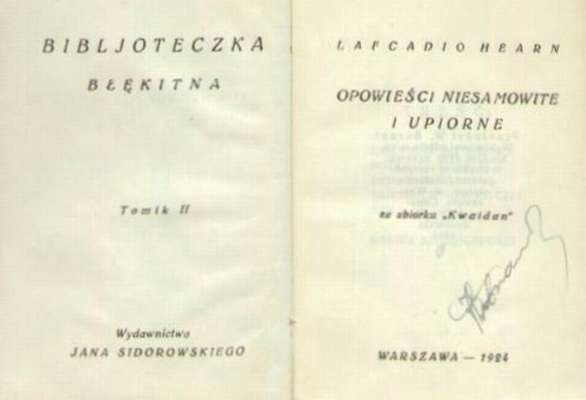 BIBLJOTECZKA
BŁĘKITNA
Tomik II
Wydawnictwo
JANA SIDOROWSKIEGO
LAFCADIO HEARN
OPOWIEŚCI NIESAMOWITE
I UPIORNE
ze zbiorku „Kwaidan"
WARSZAWA — 1924